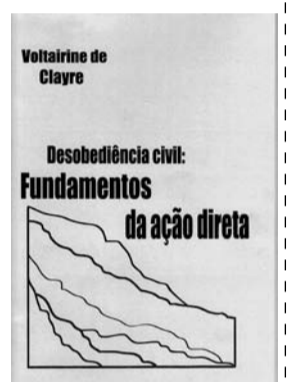 Voltairine de
Clayre
Desobediência civil:
Fundamentos
da ação direta